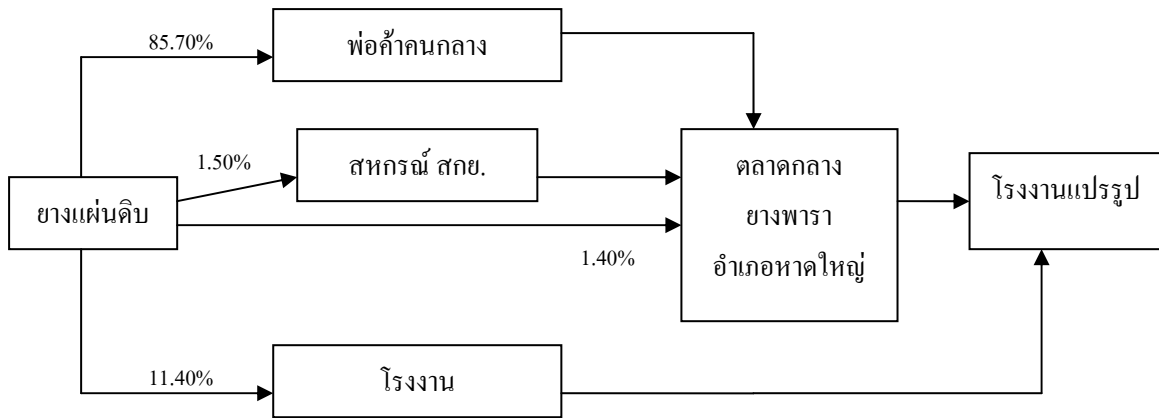 85.70%
พ่อค้าคนกลาง
1.50%
สหกรณ์ สกย.
ยางแผ่นดิบ
ตลาดกลาง
ยางพารา
อำเภอหาดใหญ่
โรงงานแปรรูป
1.40%
11.40%
โรงงาน